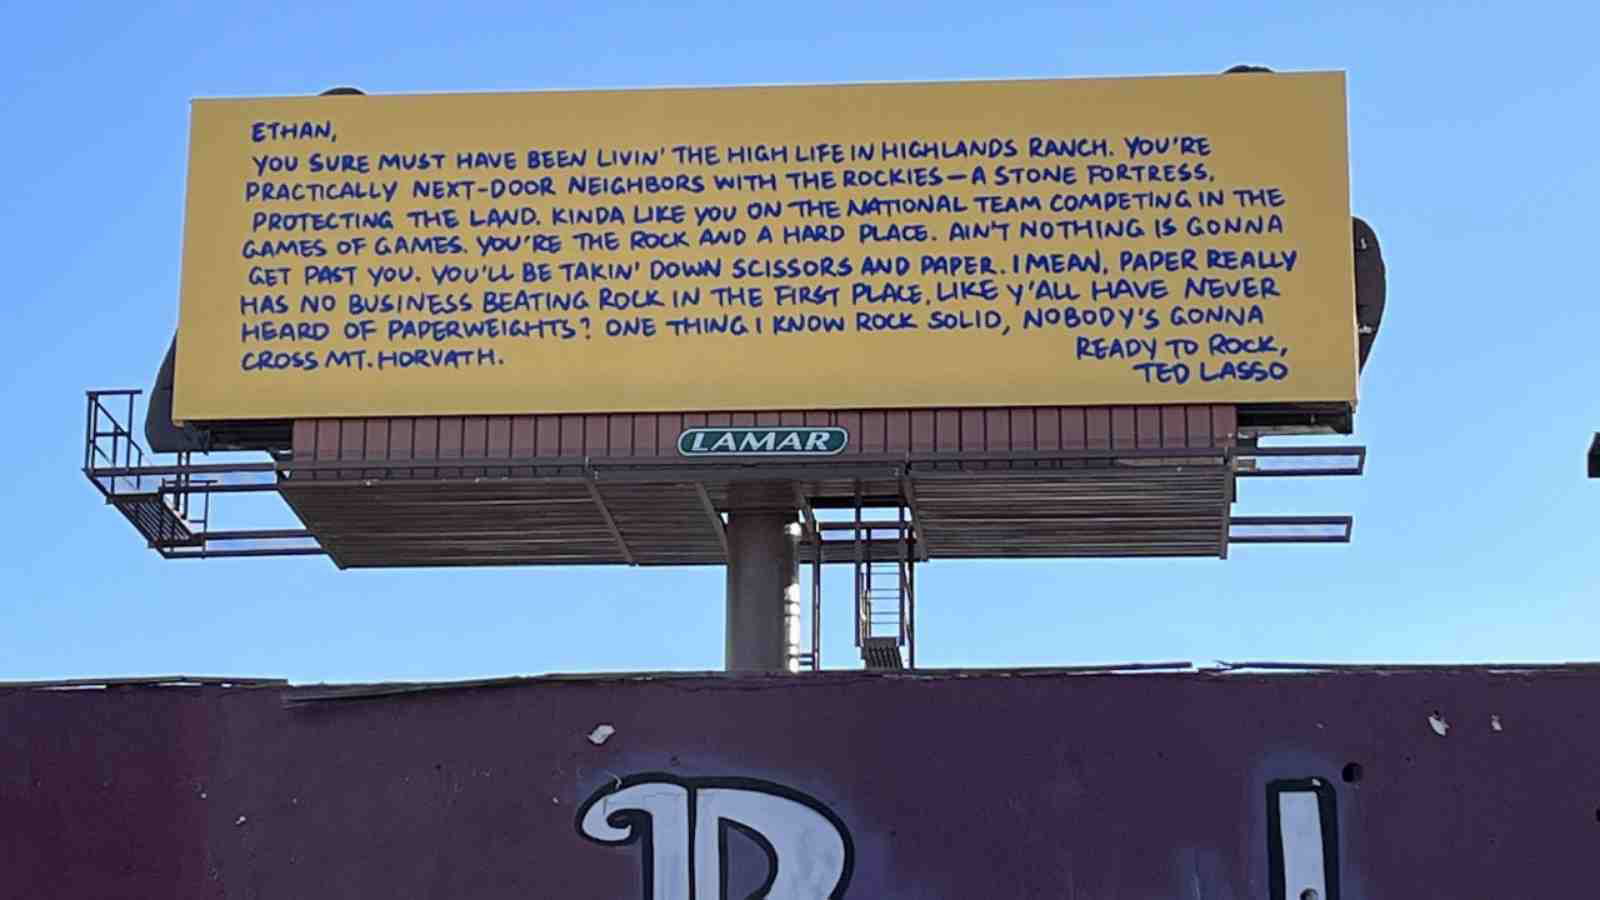 ETHAN,
YOU SURE MUST HAVE BEEN LIVIN' THE HIGH LIFE IN HIGHLANDS RANCH. YOU'RE
PRACTICALLY NEXT-DOOR NEIGHBORS WITH THE ROCKIES—A STONE FORTRESS,
PROTECTING THE LAND. KINDA LIKE YOU ON THE NATIONAL TEAM COMPETING IN THE
GAMES OF GAMES. YOU'RE THE ROCK AND A HARD PLACE. AIN'T NOTHING IS GONNA
GET PAST YOU. YOU'LL BE TAKIN' DOWN SCISSORS AND PAPER. I MEAN, PAPER REALLY
HAS NO BUSINESS BEATING ROCK IN THE FIRST PLACE, LIKE Y'ALL HAVE NEVER
HEARD OF PAPERWEIGHTS? ONE THING I KNOW ROCK SOLID, NOBODY'S GONNA
CROSS MT. HORVATH.
READY TO ROCK,
TED LASSO
LAMAR